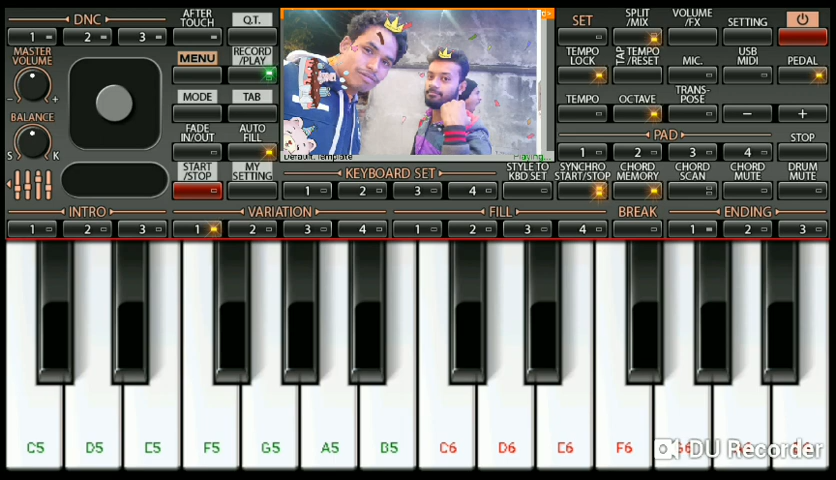 DNC
1 2 3
AFTER TOUCH
Q.T.
MENU
RECORD /PLAY
MODE
TAB
FADE IN/OUT
AUTO FILL
START /STOP
MY SETTING
MASTER VOLUME
- +
BALANCE
S K
Default.Template
SET
SPLIT /MIX
VOLUME /FX
SETTING
TEMPO LOCK
TAP TEMPO /RESET
MIC.
USB MIDI
PEDAL
TEMPO
OCTAVE
TRANS- POSE
- +
PAD
1 2 3 4
STOP
KEYBOARD SET
1 2 3 4
STYLE TO KBD SET
SYNCHRO START/STOP
CHORD MEMORY
CHORD SCAN
CHORD MUTE
DRUM MUTE
INTRO
1 2 3
VARIATION
1 2 3 4
FILL
1 2 3 4
BREAK
ENDING
1 2 3
C5 D5 E5 F5 G5 A5 B5 C6 D6 E6 F6
DU Recorder